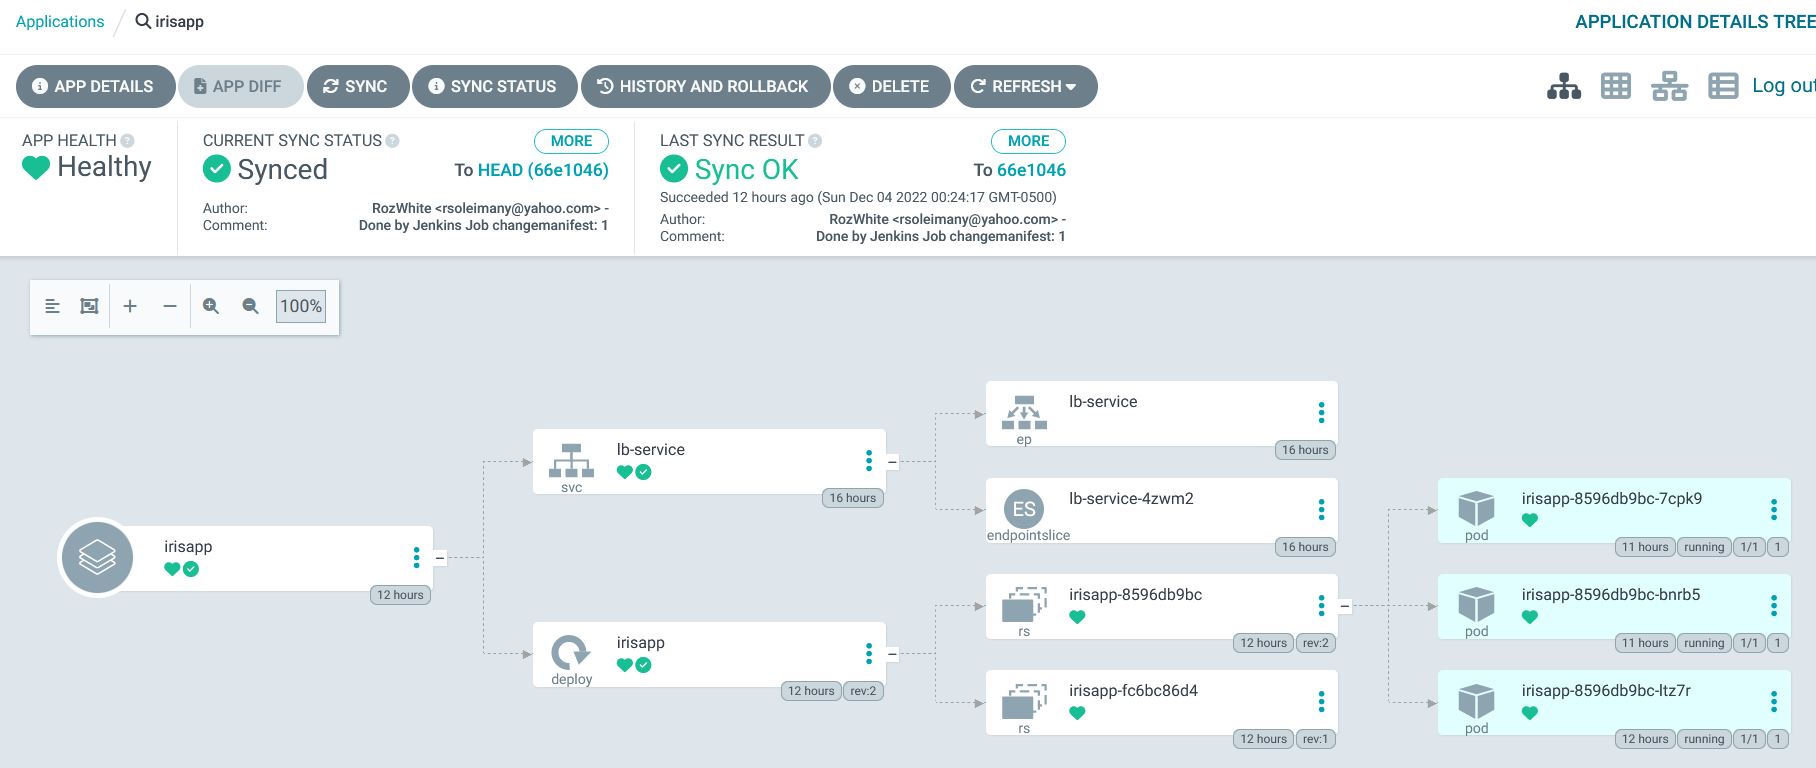 Applications / irisapp
APPLICATION DETAILS TREE
APP DETAILS
APP DIFF
SYNC
SYNC STATUS
HISTORY AND ROLLBACK
DELETE
REFRESH
Log out
APP HEALTH
Healthy
CURRENT SYNC STATUS
MORE
Synced
To HEAD (66e1046)
Author: RozWhite <rsoleimany@yahoo.com> -
Comment: Done by Jenkins Job changemanifest: 1
LAST SYNC RESULT
MORE
Sync OK
To 66e1046
Succeeded 12 hours ago (Sun Dec 04 2022 00:24:17 GMT-0500)
Author: RozWhite <rsoleimany@yahoo.com> -
Comment: Done by Jenkins Job changemanifest: 1
100%
irisapp
12 hours
lb-service
svc
16 hours
irisapp
deploy
12 hours rev:2
lb-service
ep
16 hours
ES
lb-service-4zwm2
endpointslice
16 hours
irisapp-8596db9bc
rs
12 hours rev:2
irisapp-fc6bc86d4
rs
12 hours rev:1
irisapp-8596db9bc-7cpk9
pod
11 hours running 1/1 1
irisapp-8596db9bc-bnrb5
pod
11 hours running 1/1 1
irisapp-8596db9bc-ltz7r
pod
12 hours running 1/1 1